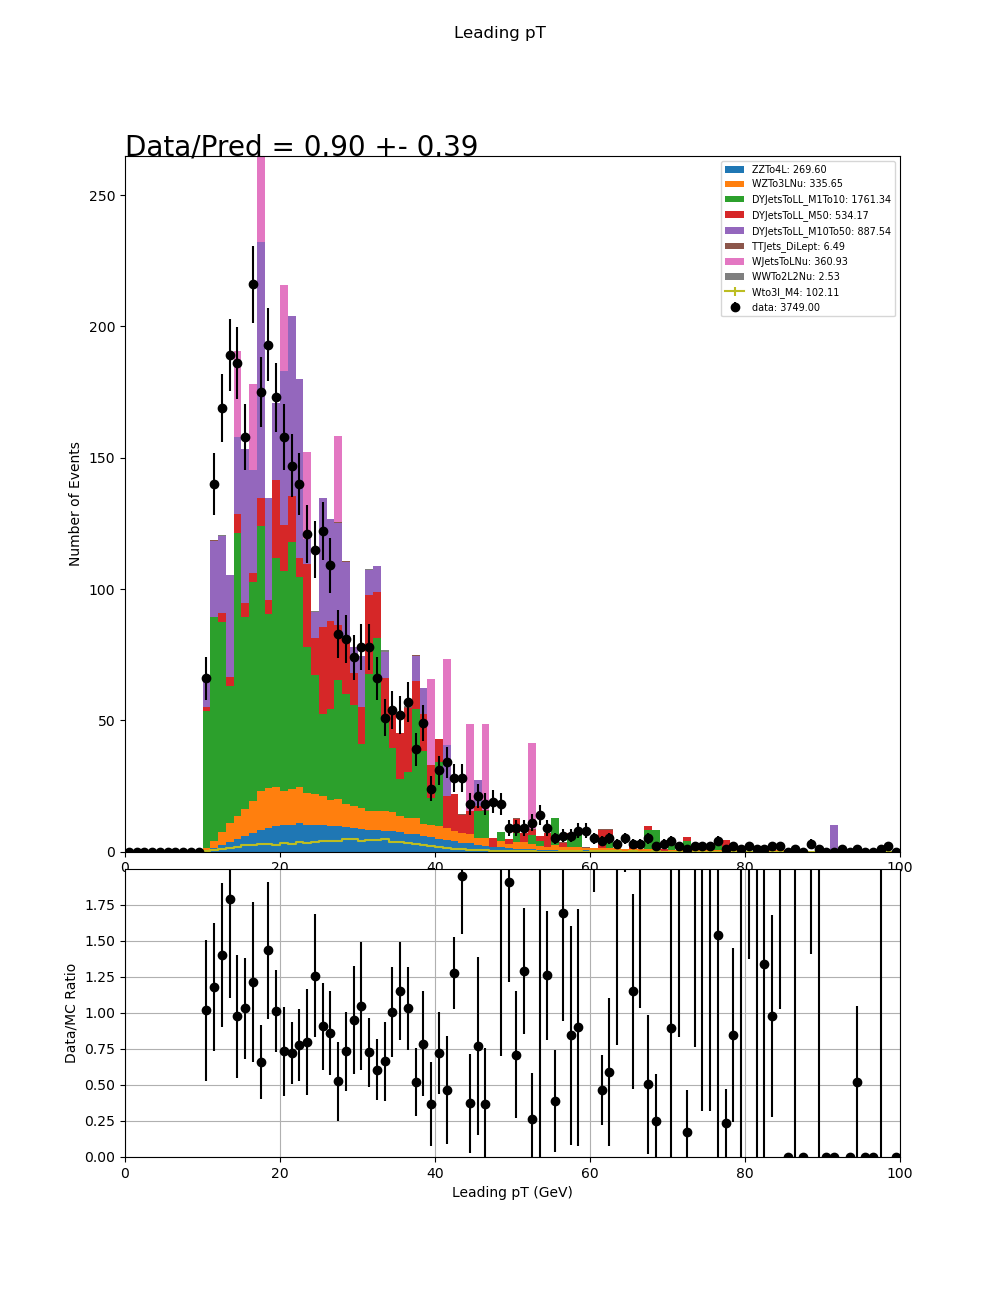 Leading pT
Data/Pred = 0.90 +- 0.39
ZZTo4L: 269.60
WZTo3LNu: 335.65
DYJetsToLL_M1To10: 1761.34
DYJetsToLL_M50: 534.17
DYJetsToLL_M10To50: 887.54
TTJets_DiLept: 6.49
WJetsToLNu: 360.93
WWTo2L2Nu: 2.53
Wto3l_M4: 102.11
data: 3749.00
Number of Events
250
200
150
100
50
0
0 20 40 60 80 100
Data/MC Ratio
1.75
1.50
1.25
1.00
0.75
0.50
0.25
0.00
0 20 40 60 80 100
Leading pT (GeV)